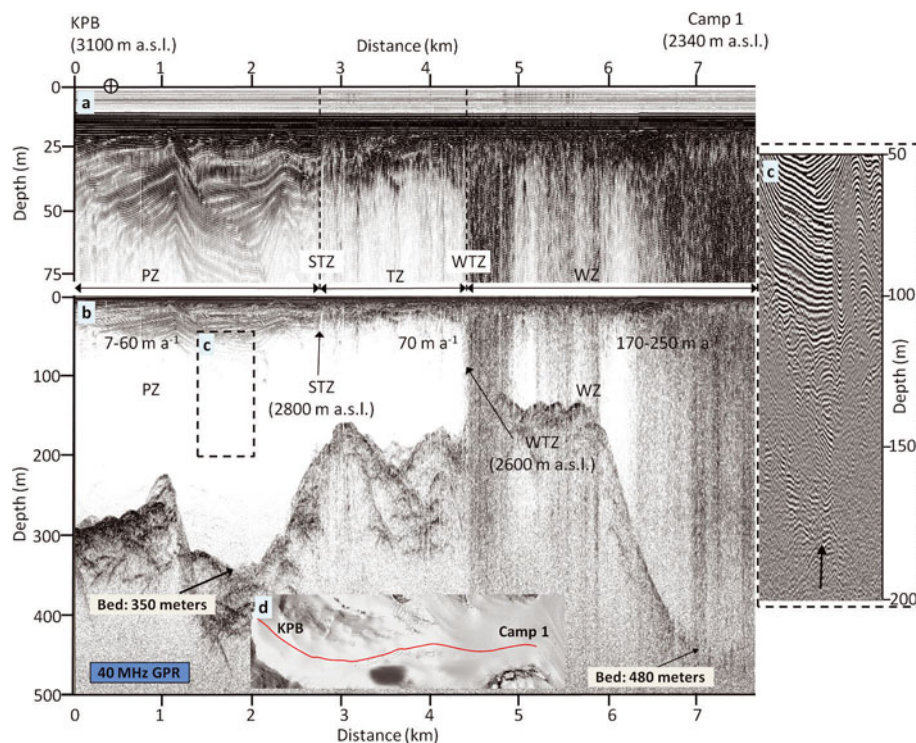 KPB
(3100 m a.s.l.)
Camp 1
(2340 m a.s.l.)
Distance (km)
0 1 2 3 4 5 6 7
0
25
50
75
Depth (m)
a
STZ
WTZ
PZ
TZ
WZ
c
50
100
150
200
Depth (m)
b
0
100
200
300
400
500
Depth (m)
7-60 m a⁻¹
c
70 m a⁻¹
170-250 m a⁻¹
PZ
STZ
(2800 m a.s.l.)
WZ
WTZ
(2600 m a.s.l.)
Bed: 350 meters
d
KPB
Camp 1
40 MHz GPR
Bed: 480 meters
0 1 2 3 4 5 6 7
Distance (km)